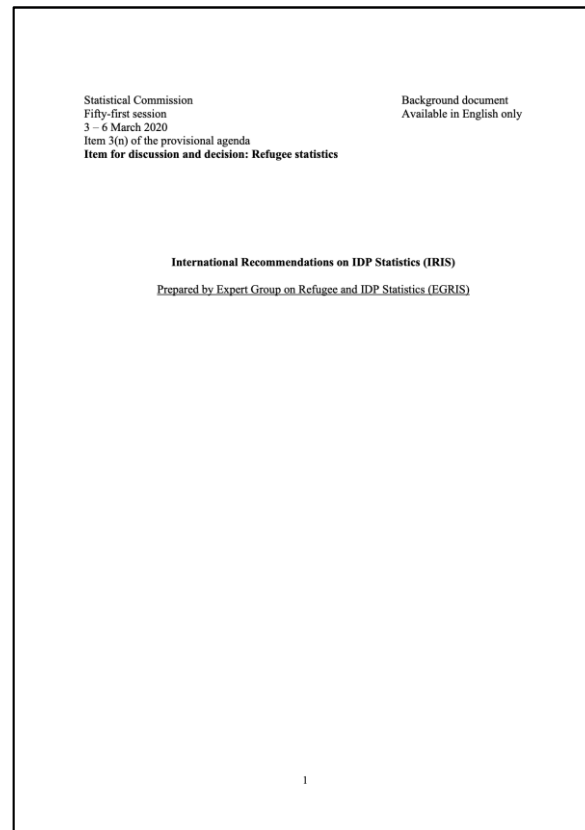 Statistical Commission
Fifty-first session
3 – 6 March 2020
Item 3(n) of the provisional agenda
Item for discussion and decision: Refugee statistics
Background document
Available in English only
International Recommendations on IDP Statistics (IRIS)
Prepared by Expert Group on Refugee and IDP Statistics (EGRIS)
1